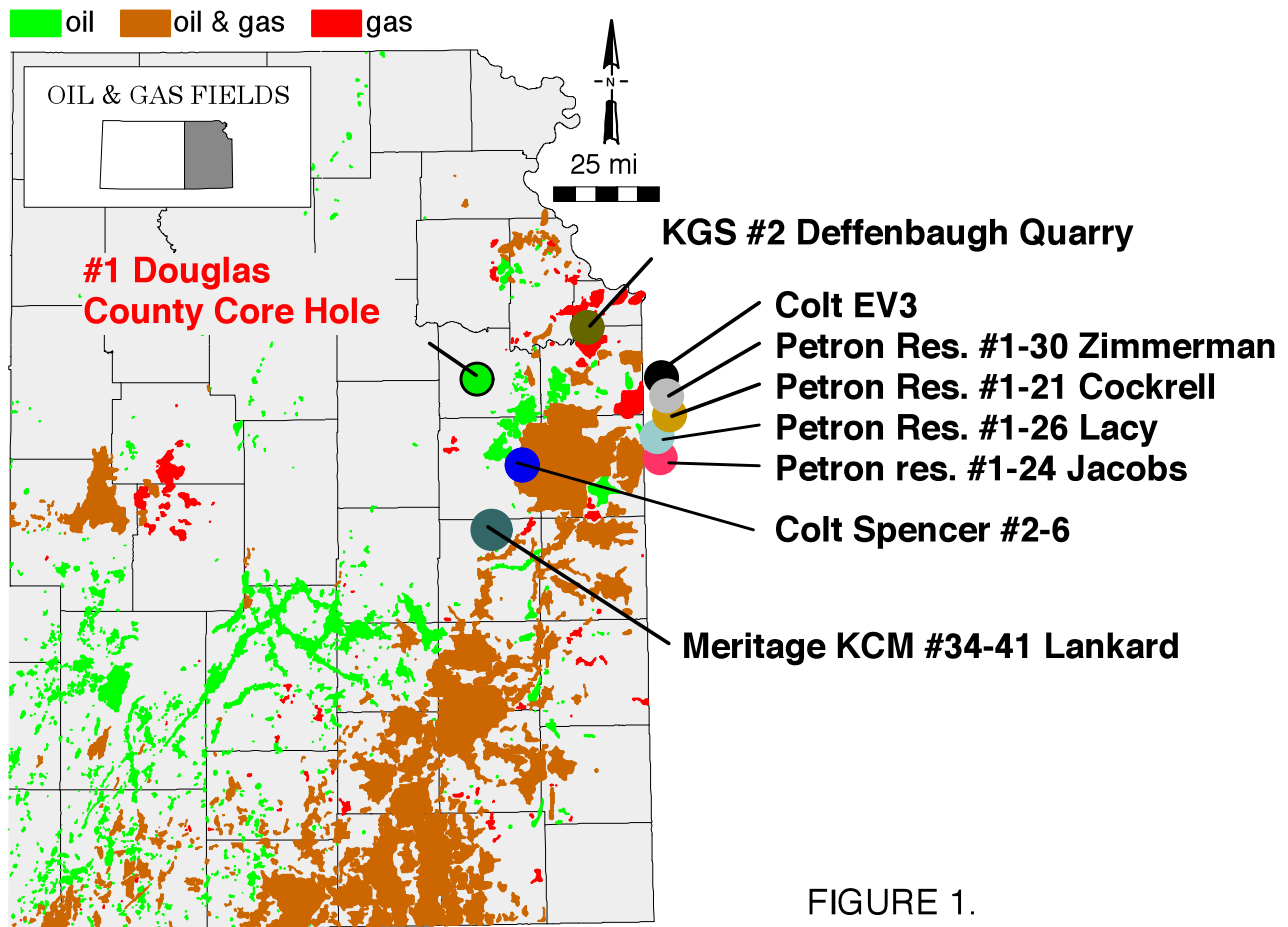 oil
oil & gas
gas
OIL & GAS FIELDS
N
25 mi
KGS #2 Deffenbaugh Quarry
#1 Douglas
County Core Hole
Colt EV3
Petron Res. #1-30 Zimmerman
Petron Res. #1-21 Cockrell
Petron Res. #1-26 Lacy
Petron res. #1-24 Jacobs
Colt Spencer #2-6
Meritage KCM #34-41 Lankard
FIGURE 1.